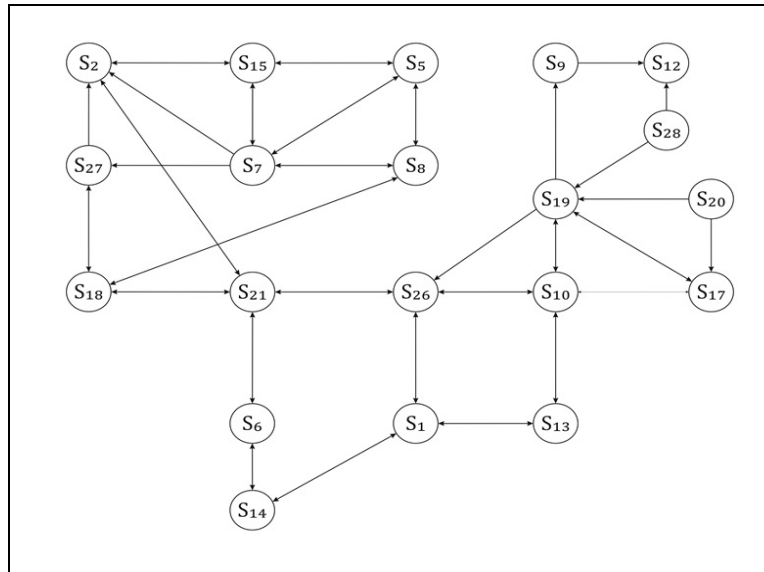 S₂ S₁₅ S₅ S₉ S₁₂
S₂₈
S₂₇ S₇ S₈
S₁₉ S₂₀
S₁₈ S₂₁ S₂₆ S₁₀ S₁₇
S₆ S₁ S₁₃
S₁₄